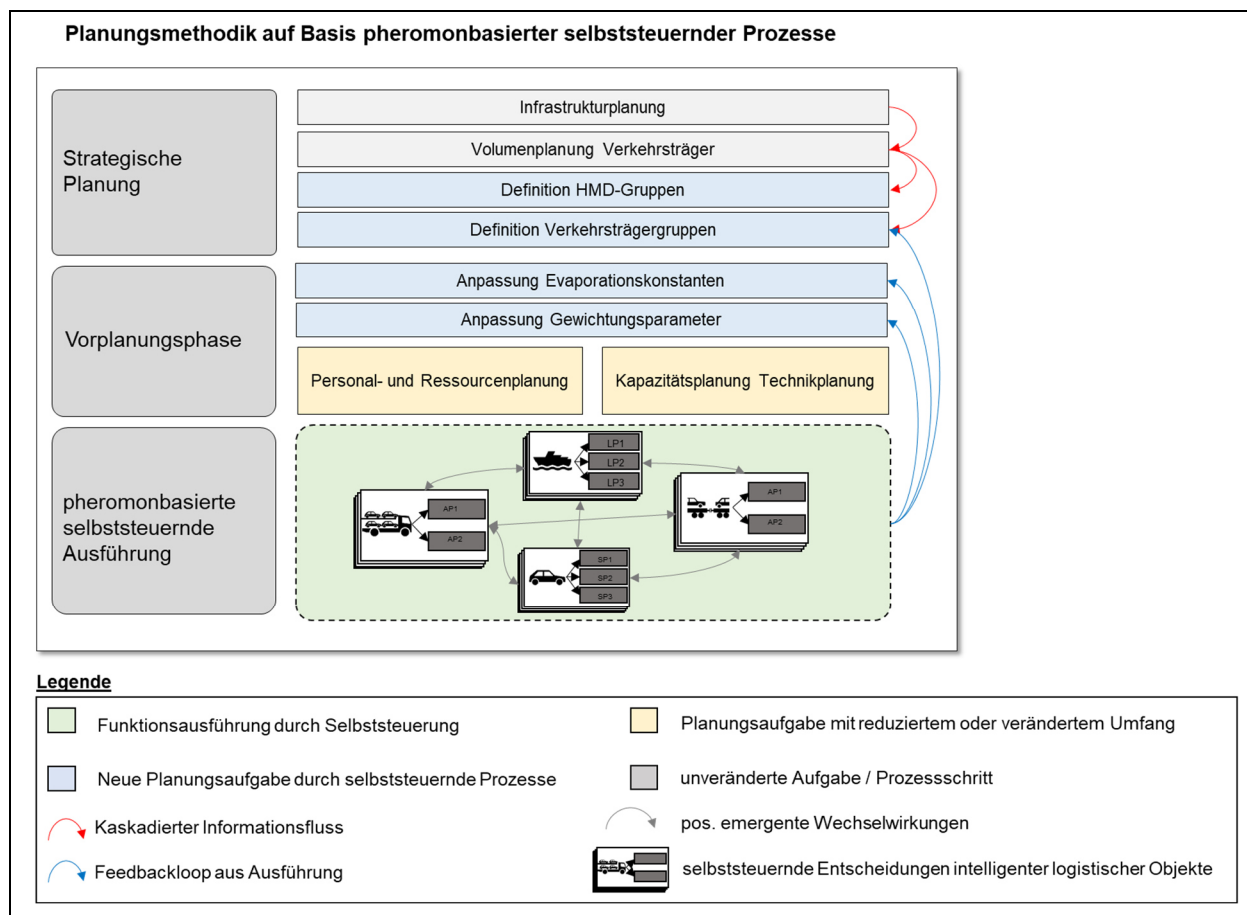 Planungsmethodik auf Basis pheromonbasierter selbststeuernder Prozesse
Strategische
Planung
Infrastrukturplanung
Volumenplanung Verkehrsträger
Definition HMD-Gruppen
Definition Verkehrsträgergruppen
Vorplanungsphase
Anpassung Evaporationskonstanten
Anpassung Gewichtungsparameter
Personal- und Ressourcenplanung
Kapazitätsplanung Technikplanung
pheromonbasierte
selbststeuernde
Ausführung
LP1
LP2
LP3
AP1
AP2
AP1
AP2
SP1
SP2
SP3
Legende
Funktionsausführung durch Selbststeuerung
Planungsaufgabe mit reduziertem oder verändertem Umfang
Neue Planungsaufgabe durch selbststeuernde Prozesse
unveränderte Aufgabe / Prozessschritt
Kaskadierter Informationsfluss
pos. emergente Wechselwirkungen
Feedbackloop aus Ausführung
selbststeuernde Entscheidungen intelligenter logistischer Objekte